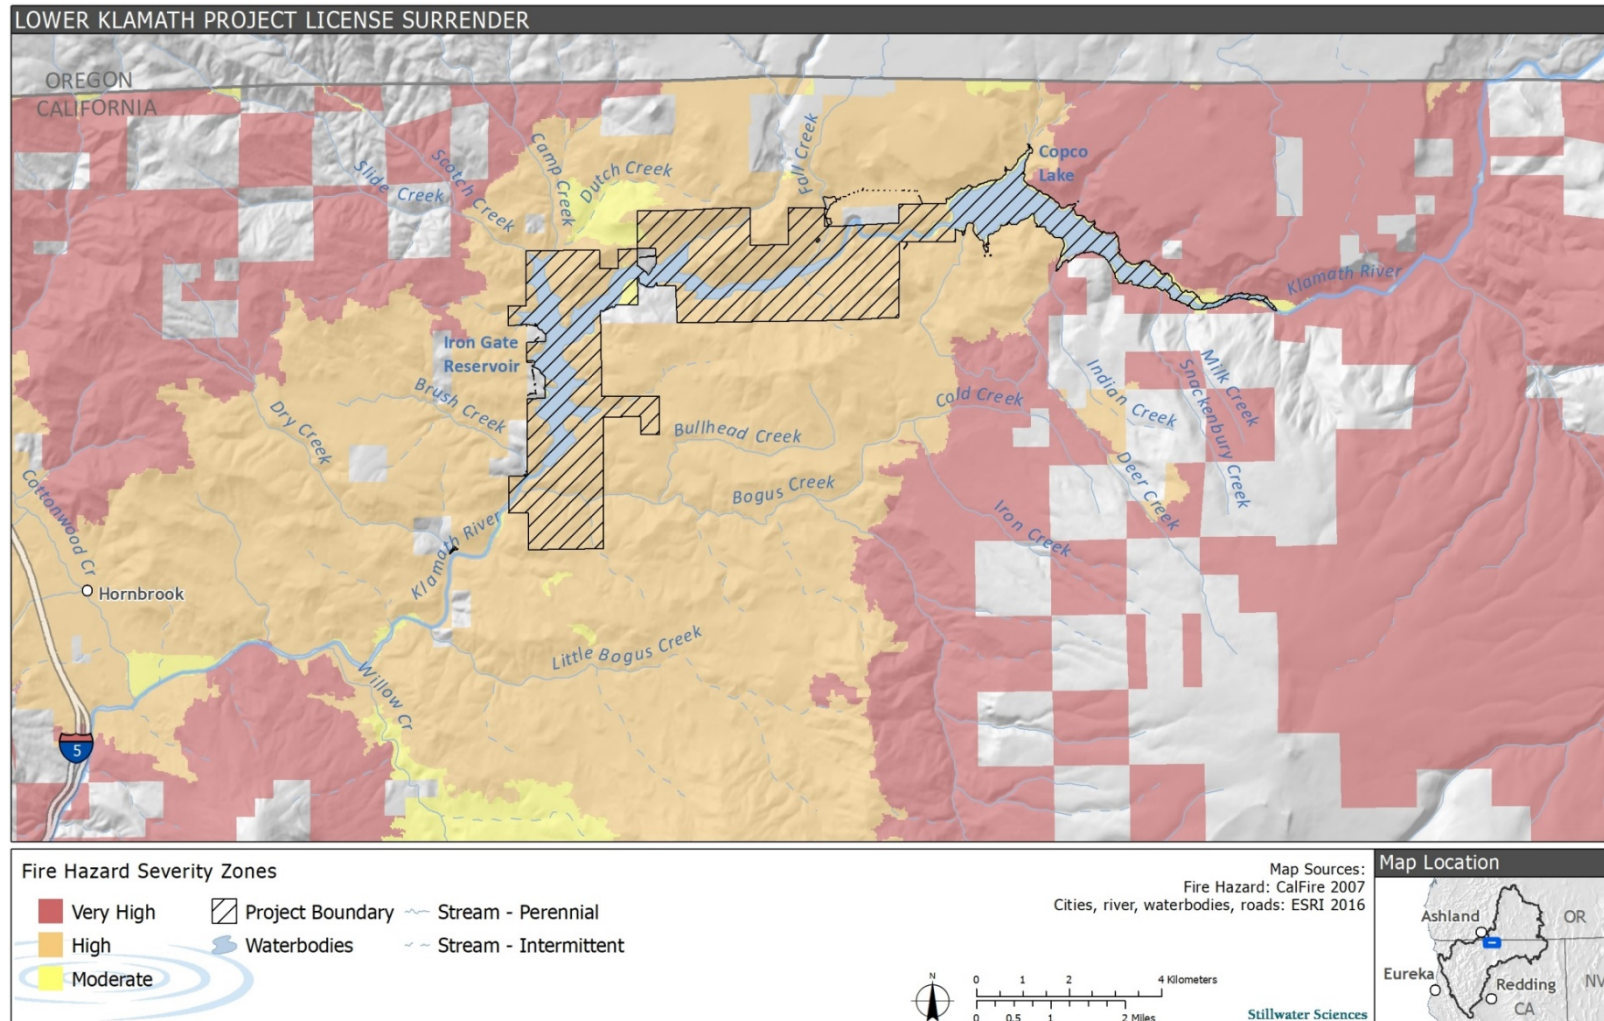 LOWER KLAMATH PROJECT LICENSE SURRENDER
OREGON
CALIFORNIA
Slide Creek
Scotch Creek
Camp Creek
Dutch Creek
Fall Creek
Copco
Lake
Klamath River
Iron Gate
Reservoir
Brush Creek
Dry Creek
Cottonwood Cr
Hornbrook
Klamath River
Bullhead Creek
Bogus Creek
Little Bogus Creek
Willow Cr
Cold Creek
Indian Creek
Milk Creek
Snackenbury Creek
Deer Creek
Iron Creek
5
Fire Hazard Severity Zones
Very High
High
Moderate
Project Boundary
Waterbodies
Stream - Perennial
Stream - Intermittent
Map Sources:
Fire Hazard: CalFire 2007
Cities, river, waterbodies, roads: ESRI 2016
N
0 1 2 4 Kilometers
0 0.5 1 2 Miles
Stillwater Sciences
Map Location
Ashland
OR
Eureka
Redding
CA
NV